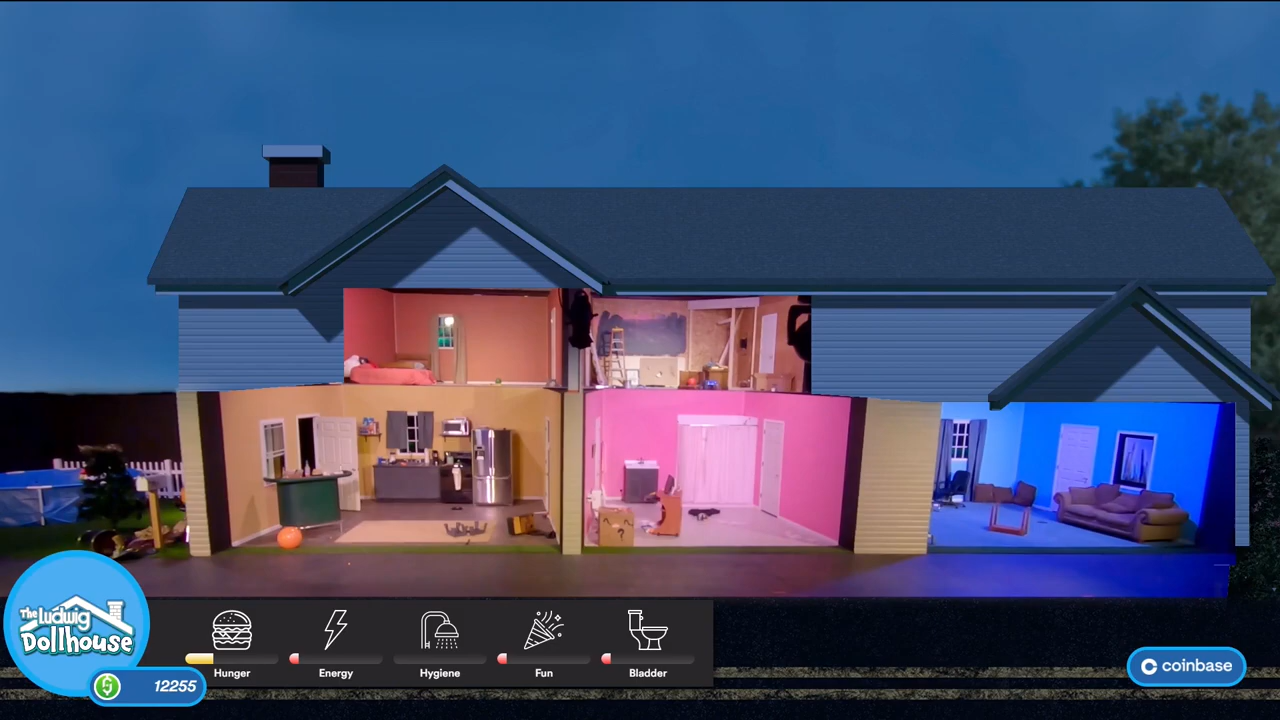 The Ludwig
Dollhouse
12255
Hunger
Energy
Hygiene
Fun
Bladder
coinbase
? ?